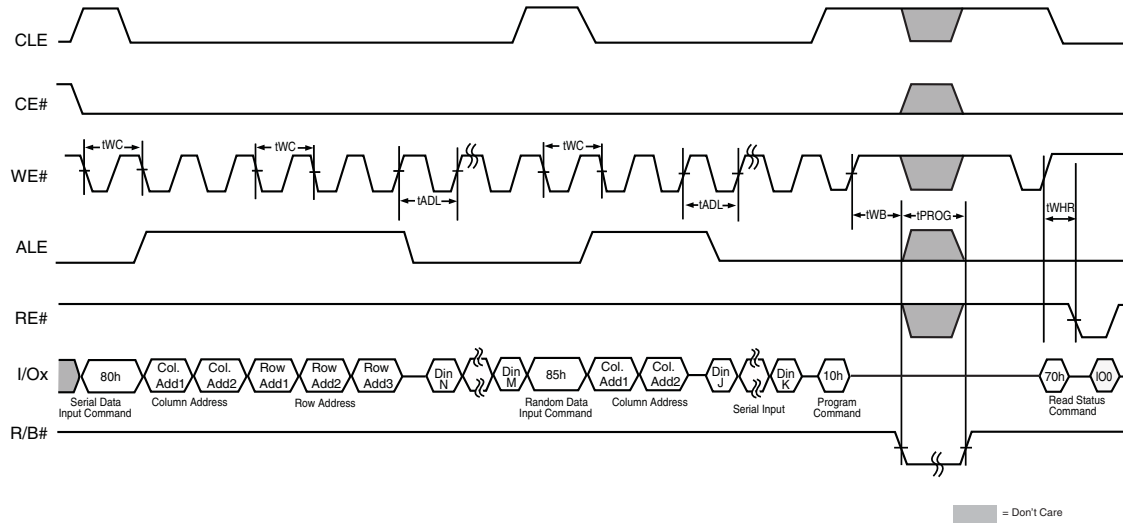 CLE
CE#
tWC
tWC
tWC
WE#
tADL
tADL
tWB
tPROG
tWHR
ALE
RE#
I/Ox
80h
Col. Add1
Col. Add2
Row Add1
Row Add2
Row Add3
Din N
Din M
85h
Col. Add1
Col. Add2
Din J
Din K
10h
70h
IO0
Serial Data
Input Command
Column Address
Row Address
Random Data
Input Command
Column Address
Serial Input
Program
Command
Read Status
Command
R/B#
= Don't Care